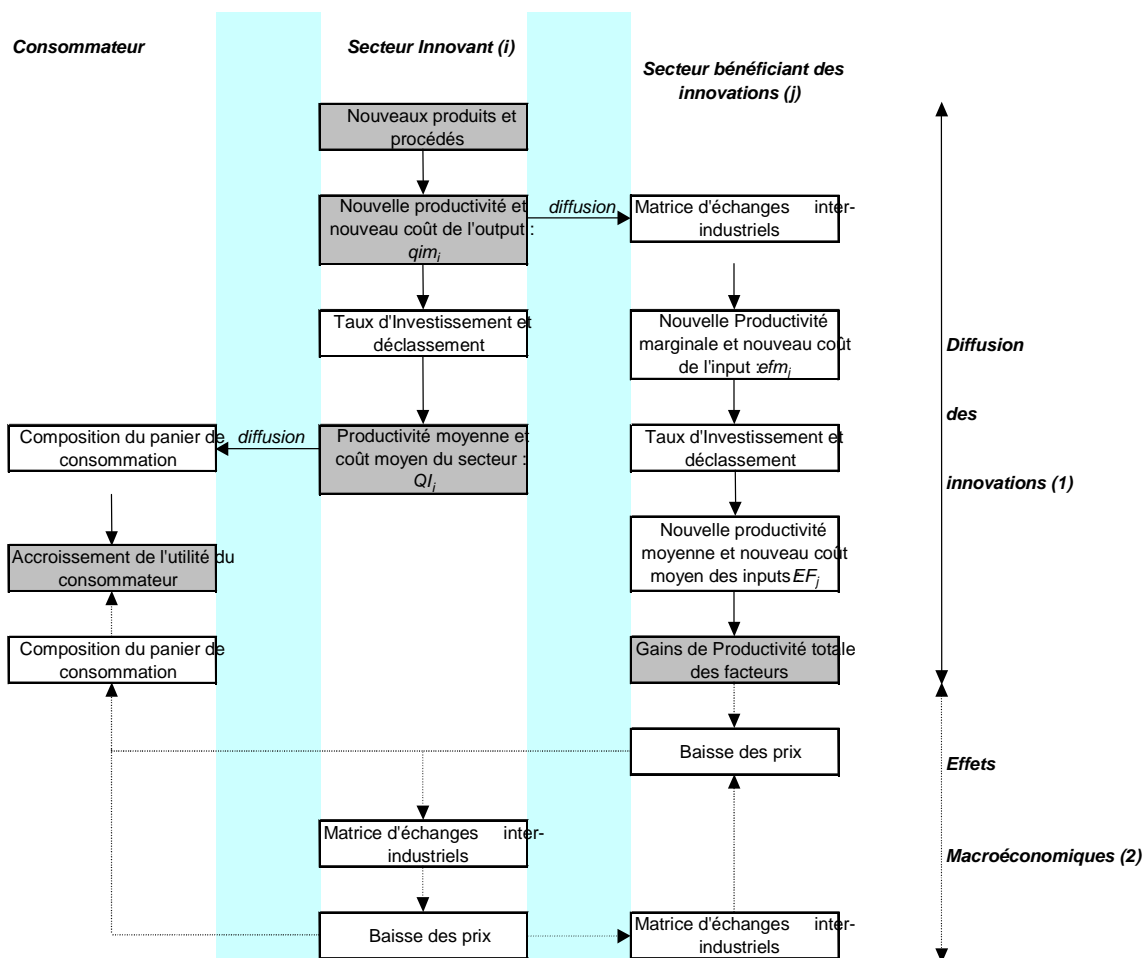 Consommateur
Secteur Innovant (i)
Secteur bénéficiant des
innovations (j)
Nouveaux produits et
procédés
Nouvelle productivité et
nouveau coût de l'output :
qimi
diffusion
Matrice d'échanges inter-
industriels
Taux d'Investissement et
déclassement
Nouvelle Productivité
marginale et nouveau coût
de l'input :efmj
Diffusion
des
innovations (1)
Composition du panier de
consommation
diffusion
Productivité moyenne et
coût moyen du secteur :
QIi
Taux d'Investissement et
déclassement
Accroissement de l'utilité du
consommateur
Nouvelle productivité
moyenne et nouveau coût
moyen des inputs EFj
Composition du panier de
consommation
Gains de Productivité totale
des facteurs
Baisse des prix
Effets
Macroéconomiques (2)
Matrice d'échanges inter-
industriels
Baisse des prix
Matrice d'échanges inter-
industriels